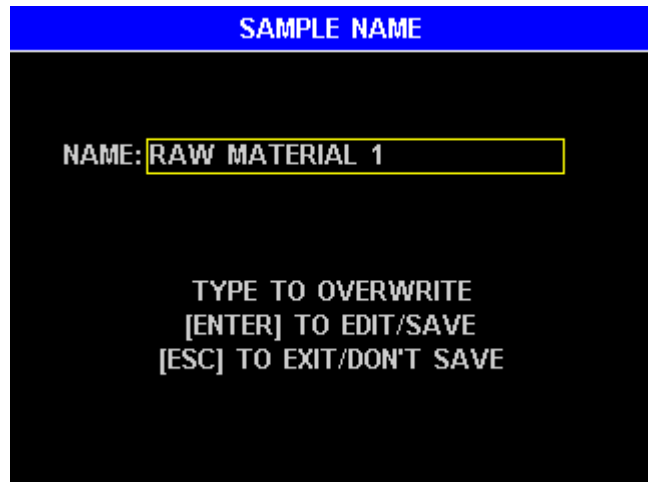 SAMPLE NAME
NAME: RAW MATERIAL 1
TYPE TO OVERWRITE
[ENTER] TO EDIT/SAVE
[ESC] TO EXIT/DON'T SAVE